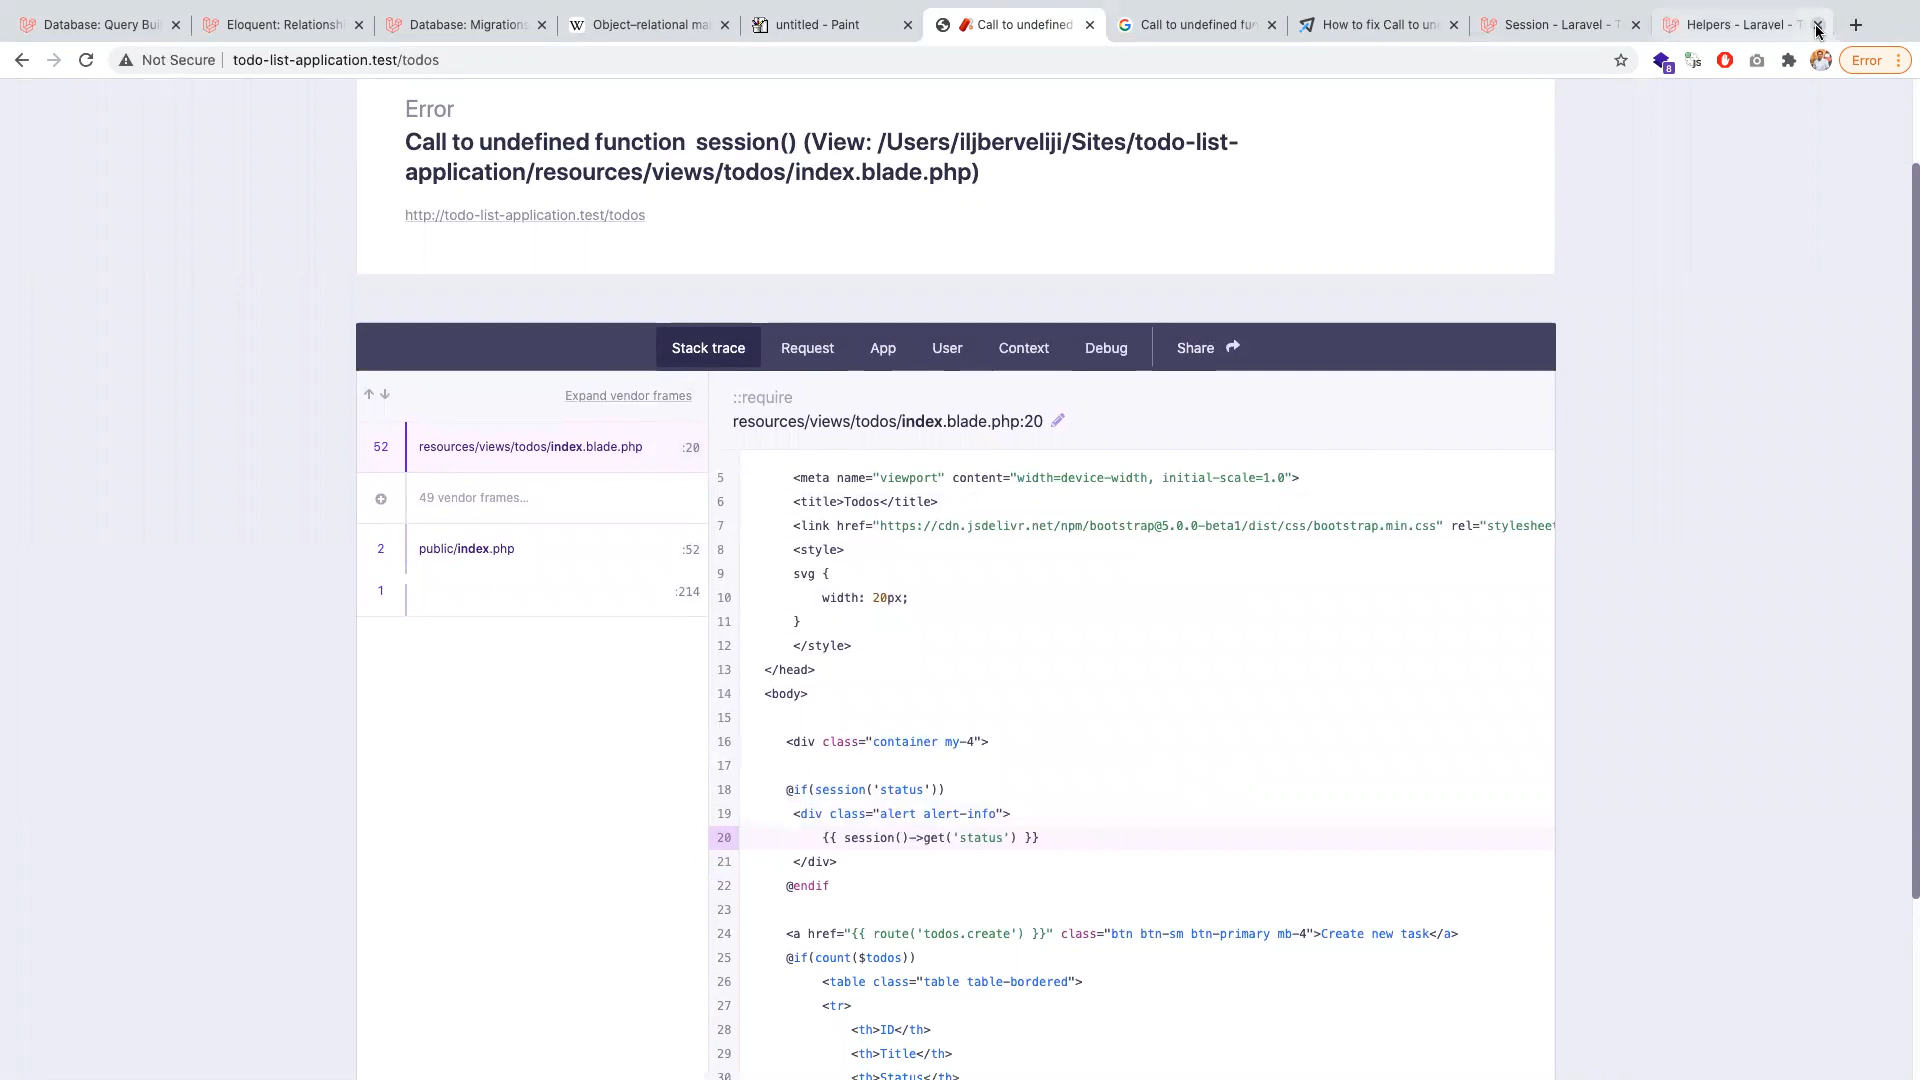 Database: Query Bui
Eloquent: Relationsh
Database: Migrations
Object–relational ma
untitled - Paint
Call to undefined
Call to undefined fun
How to fix Call to un
Session - Laravel - T
Helpers - Laravel - T
Not Secure
todo-list-application.test/todos
8
js
Error
Error
Call to undefined function  session() (View: /Users/iljberveliji/Sites/todo-list-
application/resources/views/todos/index.blade.php)
http://todo-list-application.test/todos
Stack trace
Request
App
User
Context
Debug
Share
Expand vendor frames
52 resources/views/todos/index.blade.php :20
49 vendor frames...
2 public/index.php :52
1 :214
::require
resources/views/todos/index.blade.php:20
5 <meta name="viewport" content="width=device-width, initial-scale=1.0">
6 <title>Todos</title>
7 <link href="https://cdn.jsdelivr.net/npm/bootstrap@5.0.0-beta1/dist/css/bootstrap.min.css" rel="stylesheet
8 <style>
9 svg {
10 width: 20px;
11 }
12 </style>
13 </head>
14 <body>
15
16 <div class="container my-4">
17
18 @if(session('status'))
19 <div class="alert alert-info">
20 {{ session()->get('status') }}
21 </div>
22 @endif
23
24 <a href="{{ route('todos.create') }}" class="btn btn-sm btn-primary mb-4">Create new task</a>
25 @if(count($todos))
26 <table class="table table-bordered">
27 <tr>
28 <th>ID</th>
29 <th>Title</th>
30 <th>Status</th>